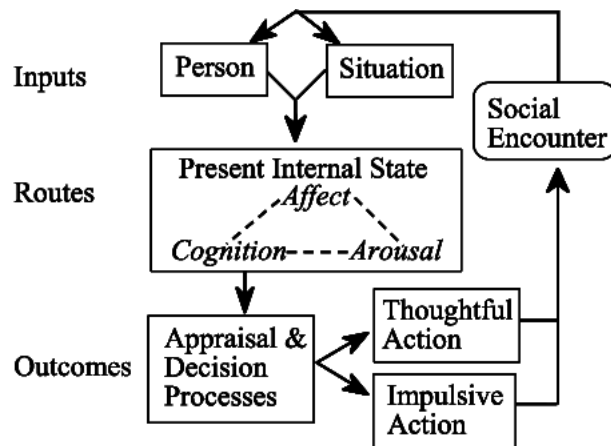 Inputs
Person
Situation
Social
Encounter
Routes
Present Internal State
Affect
Cognition
Arousal
Outcomes
Appraisal &
Decision
Processes
Thoughtful
Action
Impulsive
Action